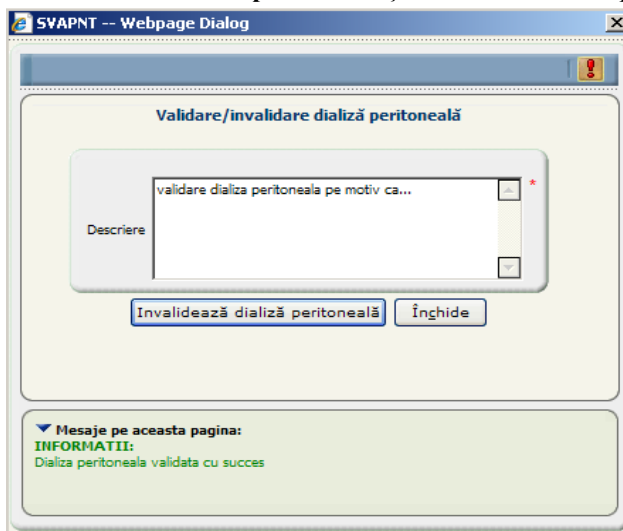 SVAPNT -- Webpage Dialog
Validare/invalidare dializă peritoneală
validare dializa peritoneala pe motiv ca...
*
Descriere
Invalidează dializă peritoneală
Închide
Mesaje pe aceasta pagina:
INFORMATII:
Dializa peritoneala validata cu succes